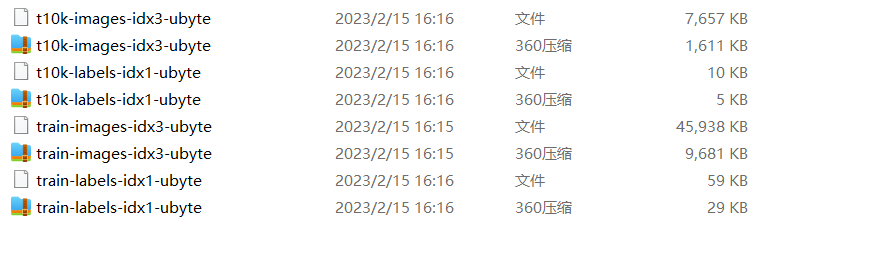 t10k-images-idx3-ubyte 2023/2/15 16:16 文件 7,657 KB
t10k-images-idx3-ubyte 2023/2/15 16:16 360压缩 1,611 KB
t10k-labels-idx1-ubyte 2023/2/15 16:16 文件 10 KB
t10k-labels-idx1-ubyte 2023/2/15 16:16 360压缩 5 KB
train-images-idx3-ubyte 2023/2/15 16:15 文件 45,938 KB
train-images-idx3-ubyte 2023/2/15 16:15 360压缩 9,681 KB
train-labels-idx1-ubyte 2023/2/15 16:16 文件 59 KB
train-labels-idx1-ubyte 2023/2/15 16:16 360压缩 29 KB